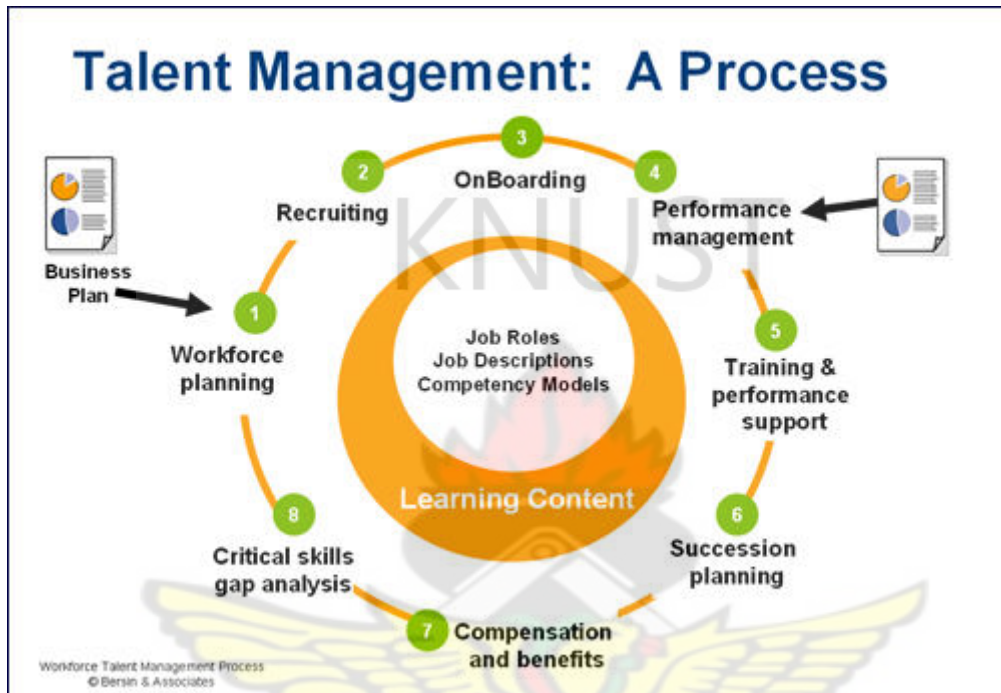 Talent Management: A Process
3
OnBoarding
2
Recruiting
4
Performance
management
Business
Plan
1
Workforce
planning
KNUST
Job Roles
Job Descriptions
Competency Models
5
Training &
performance
support
Learning Content
6
Succession
planning
8
Critical skills
gap analysis
7
Compensation
and benefits
Workforce Talent Management Process
© Bersin & Associates